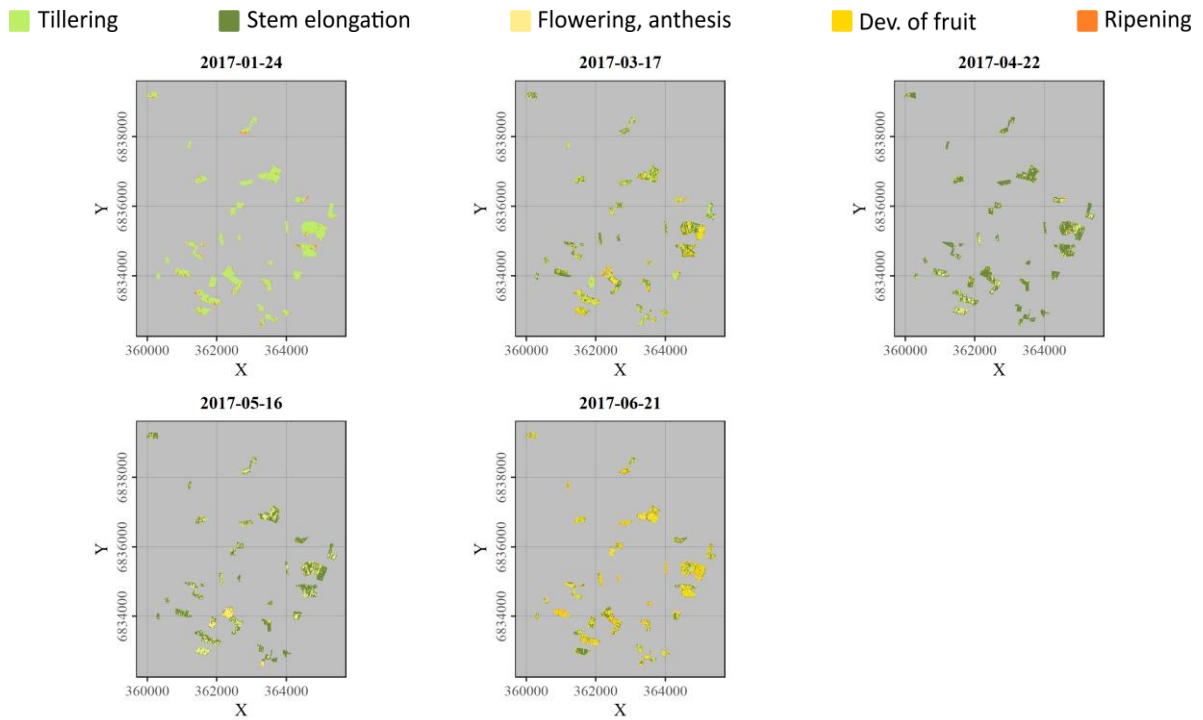 Tillering Stem elongation Flowering, anthesis Dev. of fruit Ripening
2017-01-24 2017-03-17 2017-04-22
6838000 6838000 6838000
6836000 6836000 6836000
Y Y Y
6834000 6834000 6834000
360000 362000 364000 360000 362000 364000 360000 362000 364000
X X X
2017-05-16 2017-06-21
6838000 6838000
6836000 6836000
Y Y
6834000 6834000
360000 362000 364000 360000 362000 364000
X X